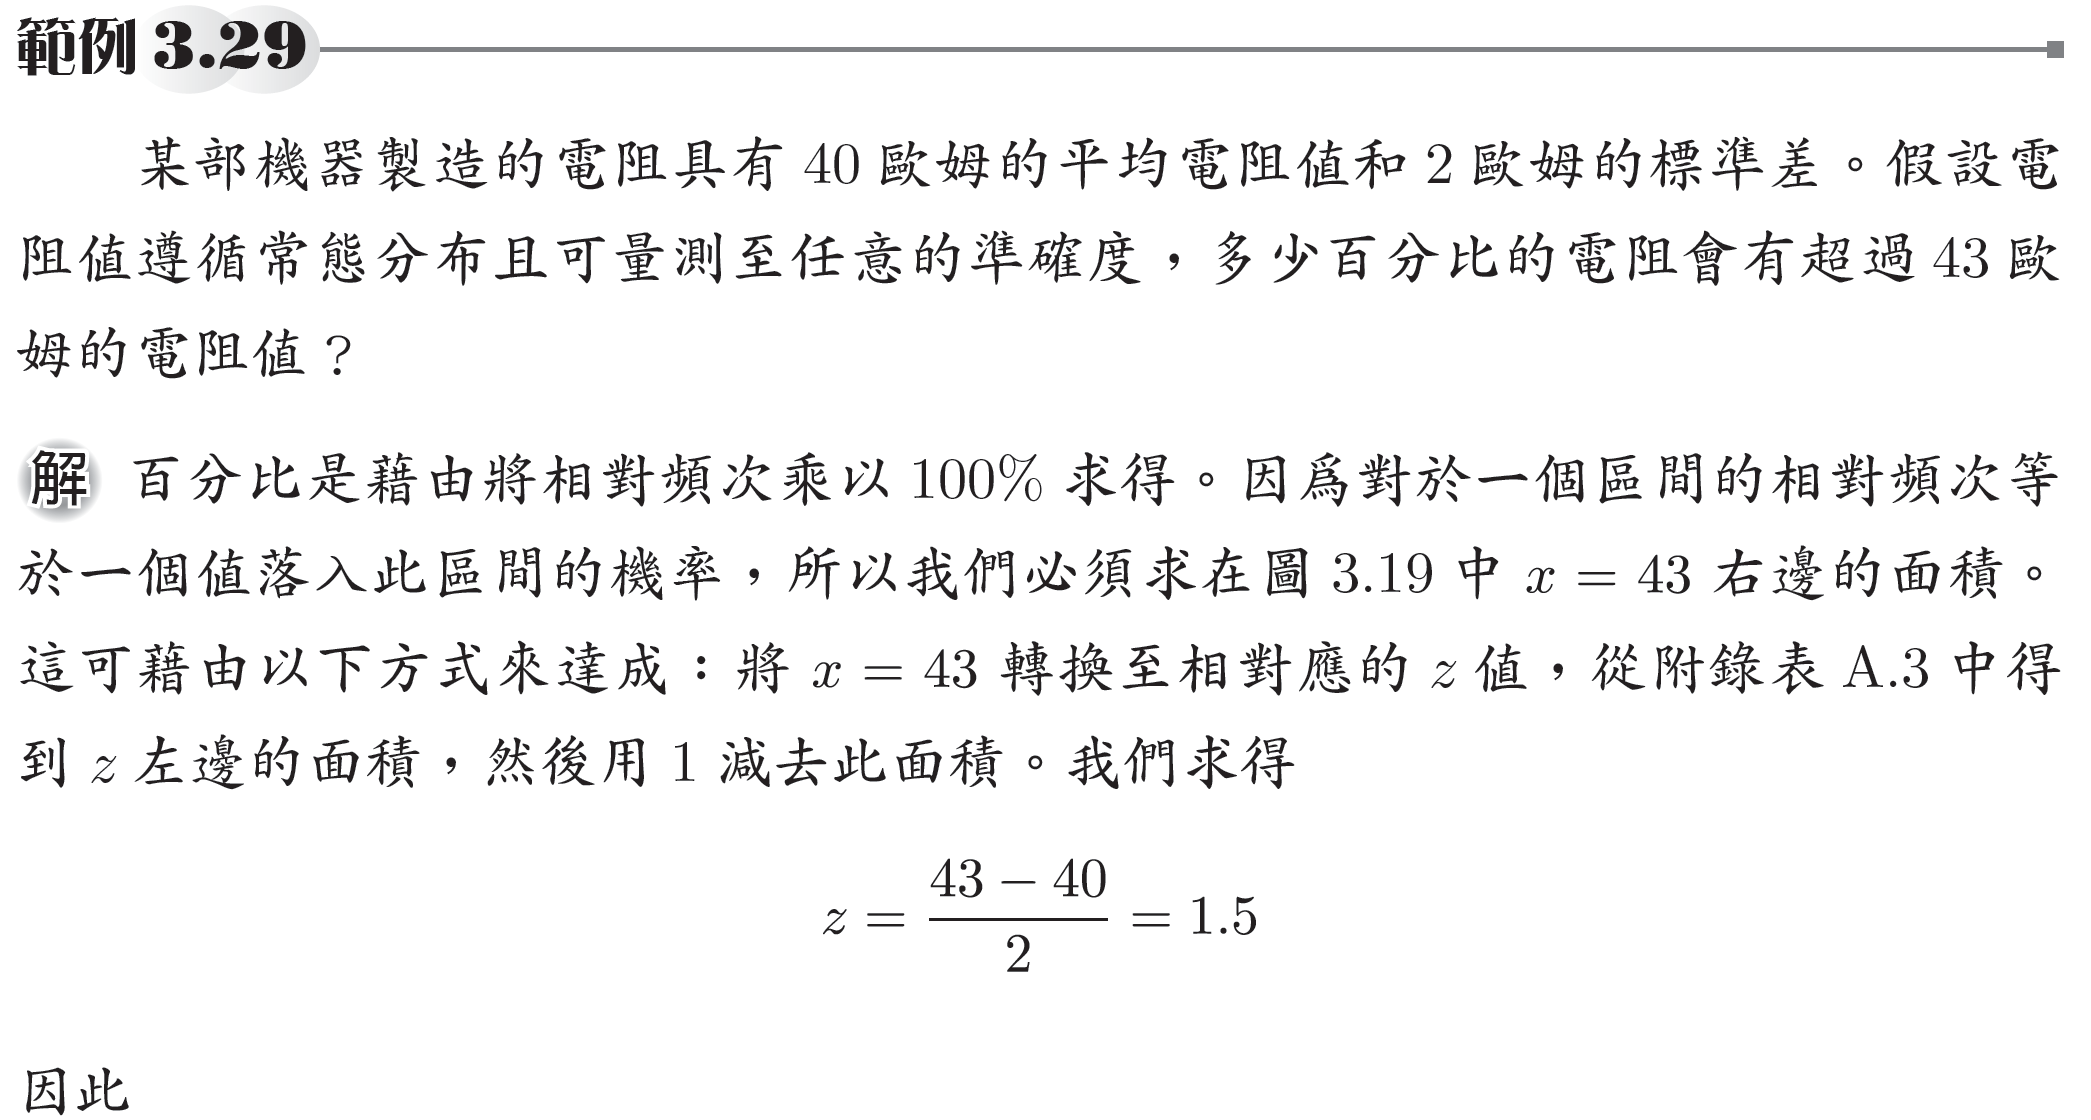 範例 3.29
某部機器製造的電阻具有 40 歐姆的平均電阻值和 2 歐姆的標準差。假設電
阻值遵循常態分布且可量測至任意的準確度，多少百分比的電阻會有超過 43 歐
姆的電阻值？
解 百分比是藉由將相對頻次乘以 100% 求得。因為對於一個區間的相對頻次等
於一個值落入此區間的機率，所以我們必須求在圖 3.19 中 x = 43 右邊的面積。
這可藉由以下方式來達成：將 x = 43 轉換至相對應的 z 值，從附錄表 A.3 中得
到 z 左邊的面積，然後用 1 減去此面積。我們求得
z = \frac{43 − 40}{2} = 1.5
因此